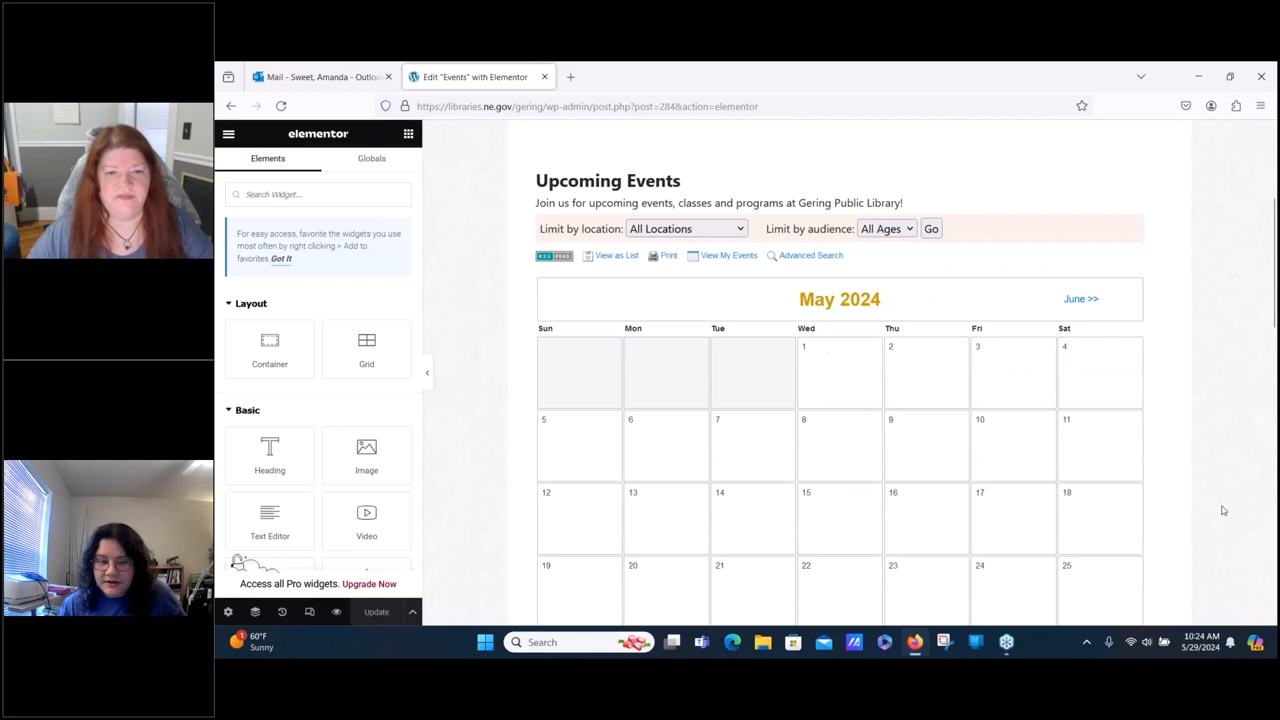 Mail - Sweet, Amanda - Outloo
Edit "Events" with Elementor
https://libraries.ne.gov/gering/wp-admin/post.php?post=284&action=elementor
elementor
Elements
Globals
Search Widget...
For easy access, favorite the widgets you
use most often by right clicking > Add to
favorites. Got It
Layout
Container
Grid
Basic
Heading
Image
Text Editor
Video
Access all Pro widgets. Upgrade Now
Update
Upcoming Events
Join us for upcoming events, classes and programs at Gering Public Library!
Limit by location: All Locations Limit by audience: All Ages Go
RSS FEED View as List Print View My Events Advanced Search
May 2024 June >>
Sun Mon Tue Wed Thu Fri Sat
1 2 3 4
5 6 7 8 9 10 11
12 13 14 15 16 17 18
19 20 21 22 23 24 25
1 60°F
Sunny
Search
10:24 AM
5/29/2024